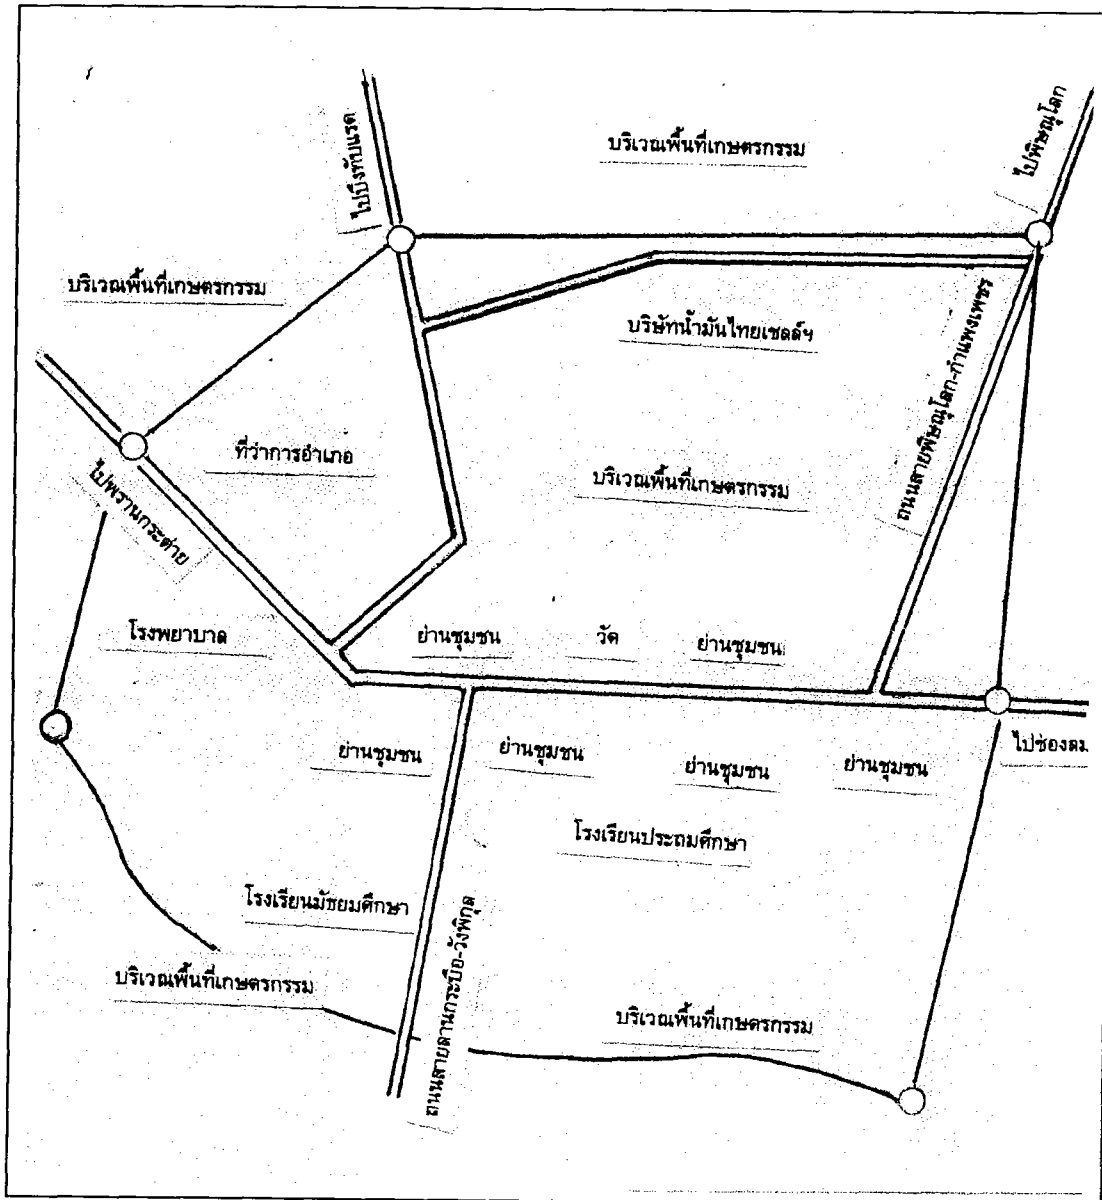 บริเวณพื้นที่เกษตรกรรม
ไปพิษณุโลก
ไปบึงทับแรต
บริเวณพื้นที่เกษตรกรรม
บริษัทน้ำมันไทยเชลล์ฯ
ถนนสายพิษณุโลก-กำแพงเพชร
ที่ว่าการอำเภอ
บริเวณพื้นที่เกษตรกรรม
ไปพรานกระต่าย
โรงพยาบาล
ย่านชุมชน
วัด
ย่านชุมชน
ย่านชุมชน
ย่านชุมชน
ย่านชุมชน
ย่านชุมชน
ไปช่องลม
โรงเรียนประถมศึกษา
โรงเรียนมัธยมศึกษา
ถนนสายลานกระบือ-วังพิกุล
บริเวณพื้นที่เกษตรกรรม
บริเวณพื้นที่เกษตรกรรม